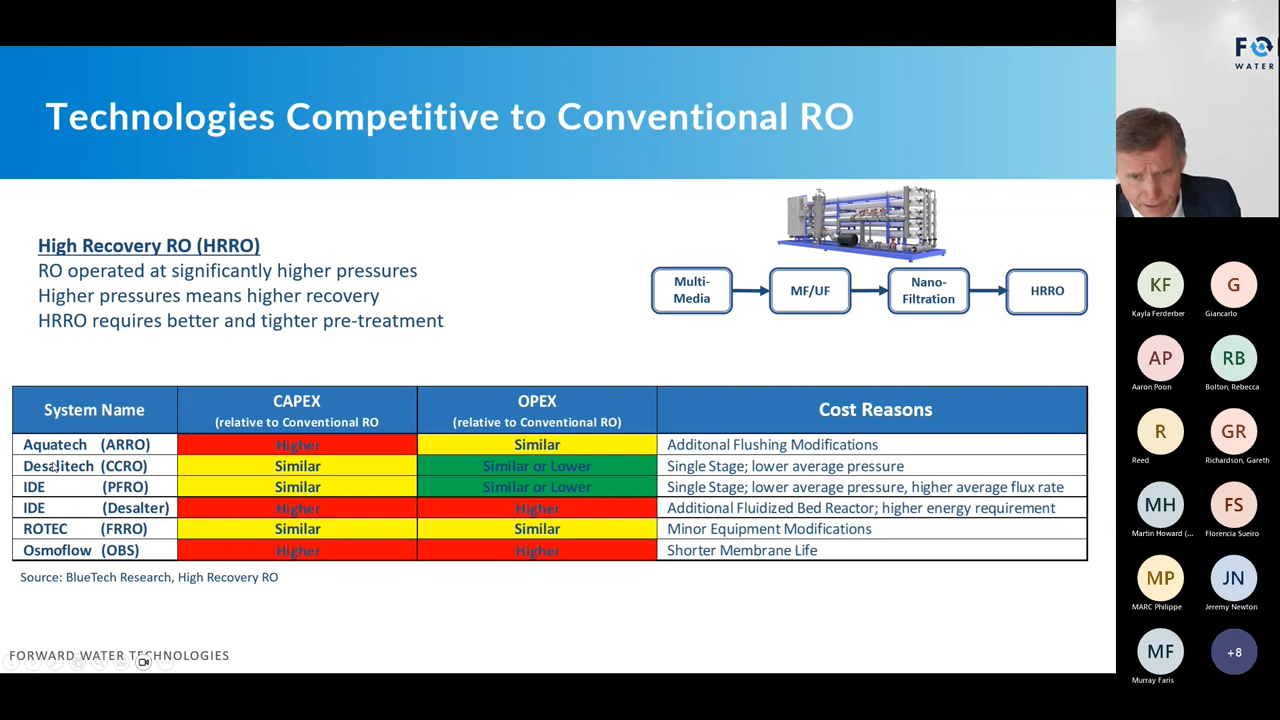 Technologies Competitive to Conventional RO
High Recovery RO (HRRO)
RO operated at significantly higher pressures
Higher pressures means higher recovery
HRRO requires better and tighter pre-treatment
Multi-
Media
MF/UF
Nano-
Filtration
HRRO
System Name
CAPEX
(relative to Conventional RO
OPEX
(relative to Conventional RO)
Cost Reasons
Aquatech (ARRO) Higher Similar Additonal Flushing Modifications
Desalitech (CCRO) Similar Similar or Lower Single Stage; lower average pressure
IDE (PFRO) Similar Similar or Lower Single Stage; lower average pressure, higher average flux rate
IDE (Desalter) Higher Higher Additional Fluidized Bed Reactor; higher energy requirement
ROTEC (FRRO) Similar Similar Minor Equipment Modifications
Osmoflow (OBS) Higher Higher Shorter Membrane Life
Source: BlueTech Research, High Recovery RO
FORWARD WATER TECHNOLOGIES
FO
WATER
KF
Kayla Ferderber
G
Giancarlo
AP
Aaron Poon
RB
Bolton, Rebecca
R
Reed
GR
Richardson, Gareth
MH
Martin Howard (...
FS
Florencia Sueiro
MP
MARC Philippe
JN
Jeremy Newton
MF
Murray Faris
+8